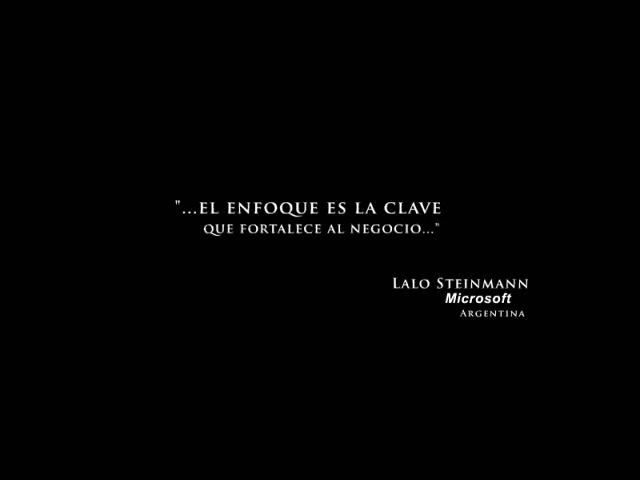 "...EL ENFOQUE ES LA CLAVE
QUE FORTALECE AL NEGOCIO..."
LALO STEINMANN
Microsoft
ARGENTINA